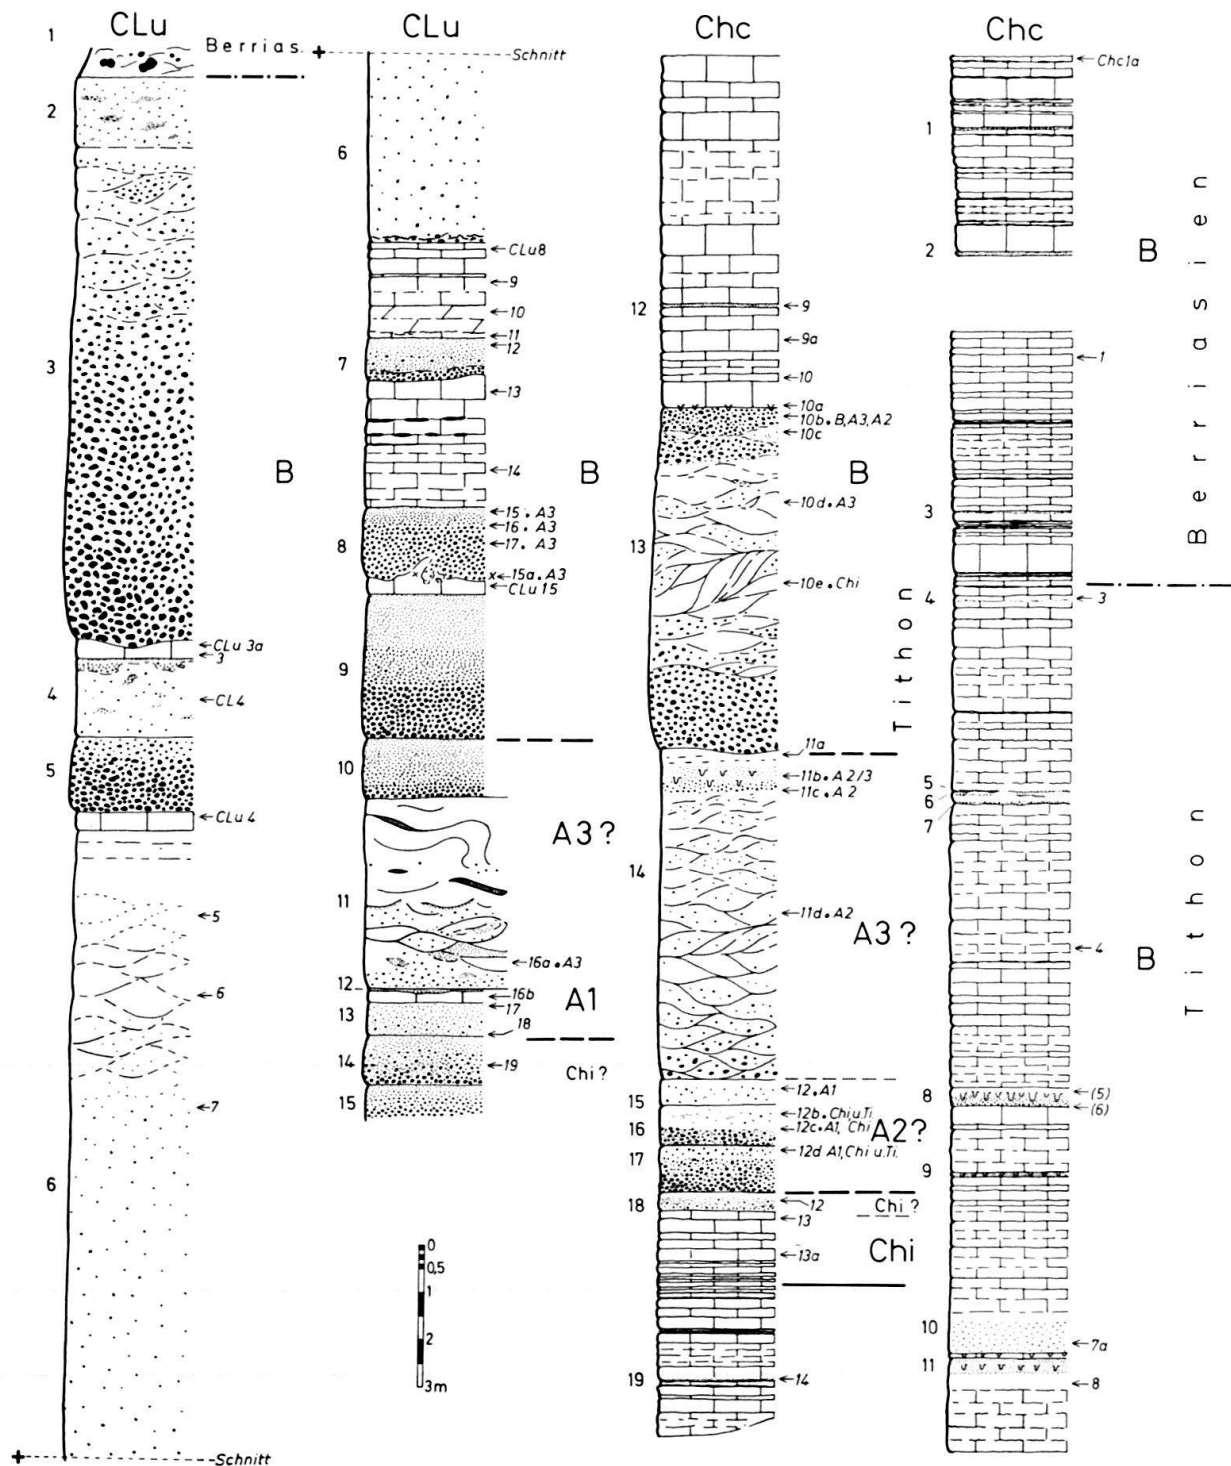 CLu
1
Berrias.
2
3
B
CLu 3a
3
4
CL4
5
CLu 4
5
6
7
6
Schnitt
CLu
Schnitt
6
CLu8
9
10
11
12
7
13
14
B
15. A3
16. A3
17. A3
8
x 15a. A3
CLu 15
9
10
A3?
11
16a. A3
12
16b
A1
17
13
18
14
19
Chi?
15
0
0,5
1
2
3m
Chc
12
9
9a
10
10a
10b. B, A3, A2
10c
B
10d. A3
13
10e. Chi
Tithon
11a
11b. A2/3
11c. A2
14
11d. A2
A3?
12. A1
15
12b. Chi u. Ti.
16
12c. A1, Chi
A2?
17
12d A1, Chi u. Ti.
18
12
Chi?
13
Chi
13a
19
14
Chc
Chc1a
1
2
B
Berriasien
1
3
4
3
5
6
7
Tithon
4
B
8
(5)
(6)
9
10
7a
11
8